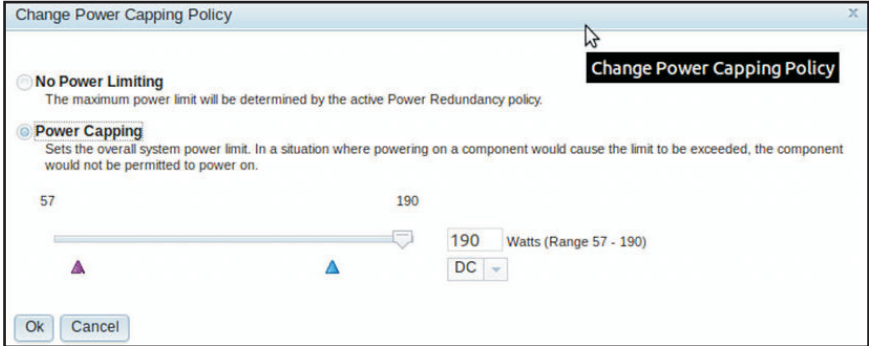 Change Power Capping Policy
x
Change Power Capping Policy
No Power Limiting
The maximum power limit will be determined by the active Power Redundancy policy.
Power Capping
Sets the overall system power limit. In a situation where powering on a component would cause the limit to be exceeded, the component
would not be permitted to power on.
57 190
190 Watts (Range 57 - 190)
DC
Ok Cancel